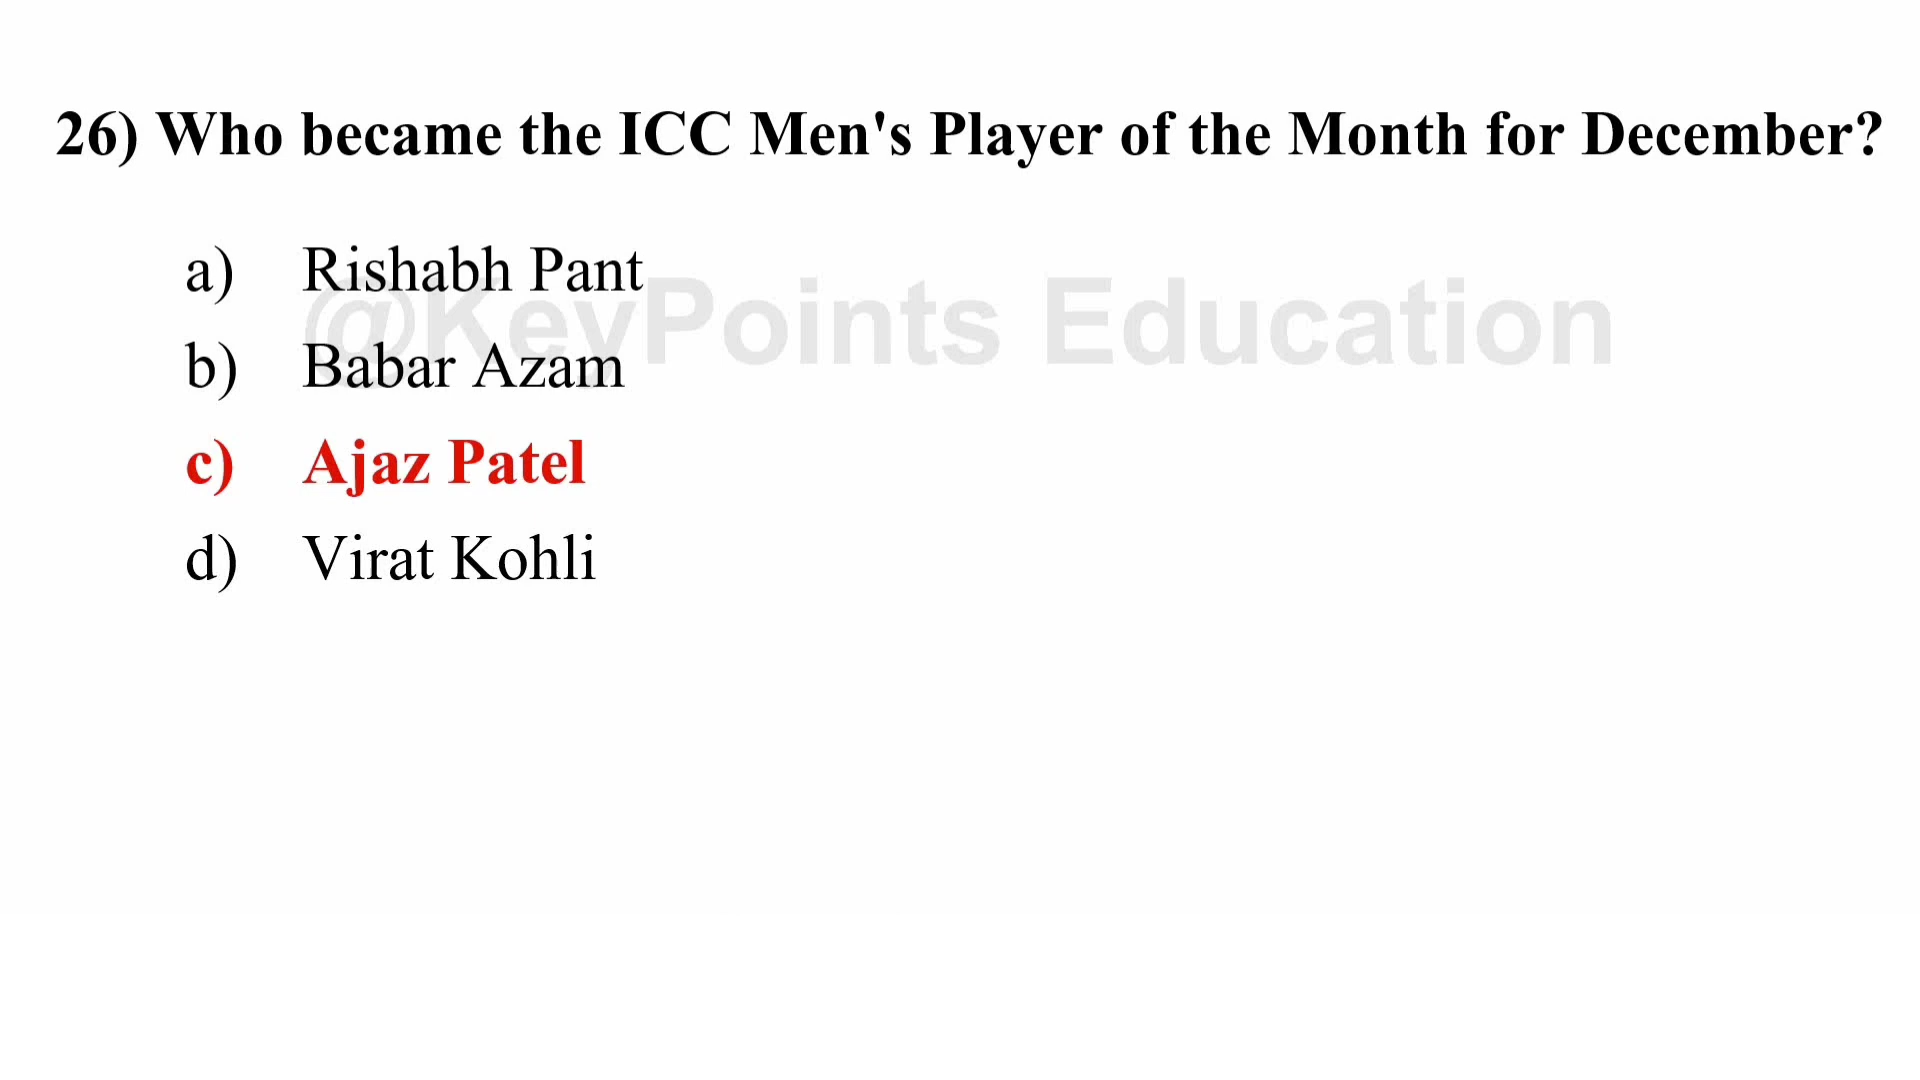 26) Who became the ICC Men's Player of the Month for December?
a) Rishabh Pant
@KeyPoints Education
b) Babar Azam
c) Ajaz Patel
d) Virat Kohli